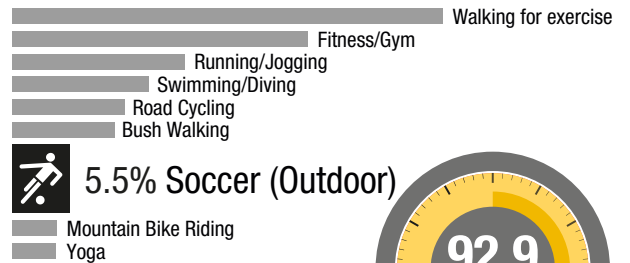 Walking for exercise
Fitness/Gym
Running/Jogging
Swimming/Diving
Road Cycling
Bush Walking
5.5% Soccer (Outdoor)
Mountain Bike Riding
Yoga
92.9